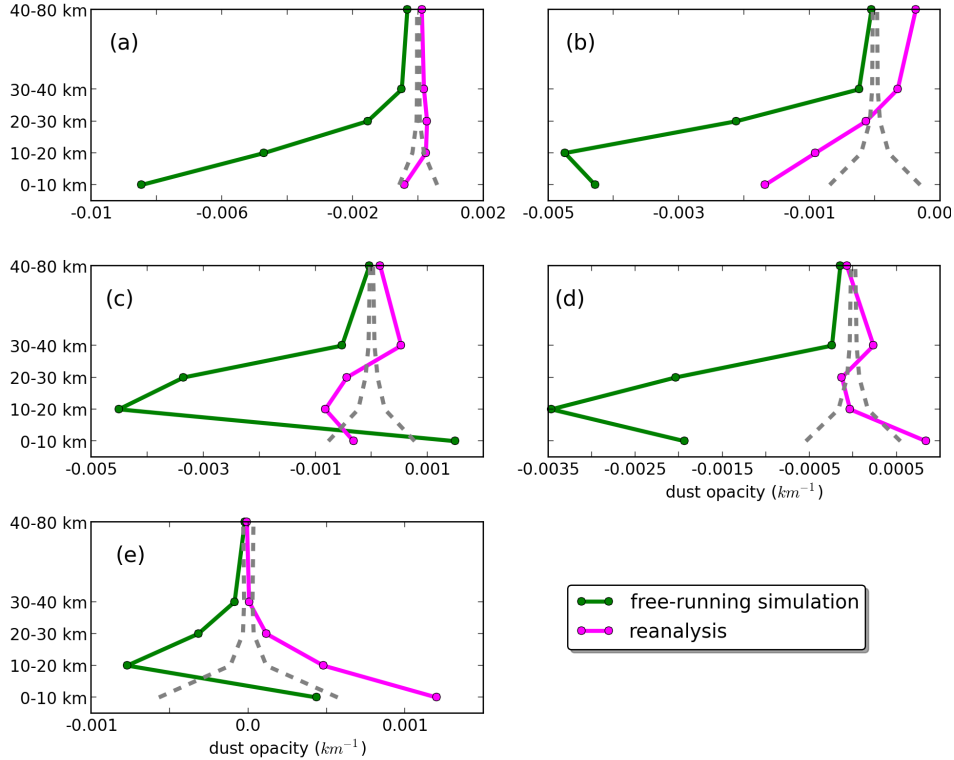 40-80 km
30-40 km
20-30 km
10-20 km
0-10 km
(a)
-0.01 -0.006 -0.002 0.002
(b)
-0.005 -0.003 -0.001 0.00
40-80 km
30-40 km
20-30 km
10-20 km
0-10 km
(c)
-0.005 -0.003 -0.001 0.001
(d)
-0.0035 -0.0025 -0.0015 -0.0005 0.0005
dust opacity (km⁻¹)
40-80 km
30-40 km
20-30 km
10-20 km
0-10 km
(e)
-0.001 0.0 0.001
dust opacity (km⁻¹)
free-running simulation
reanalysis